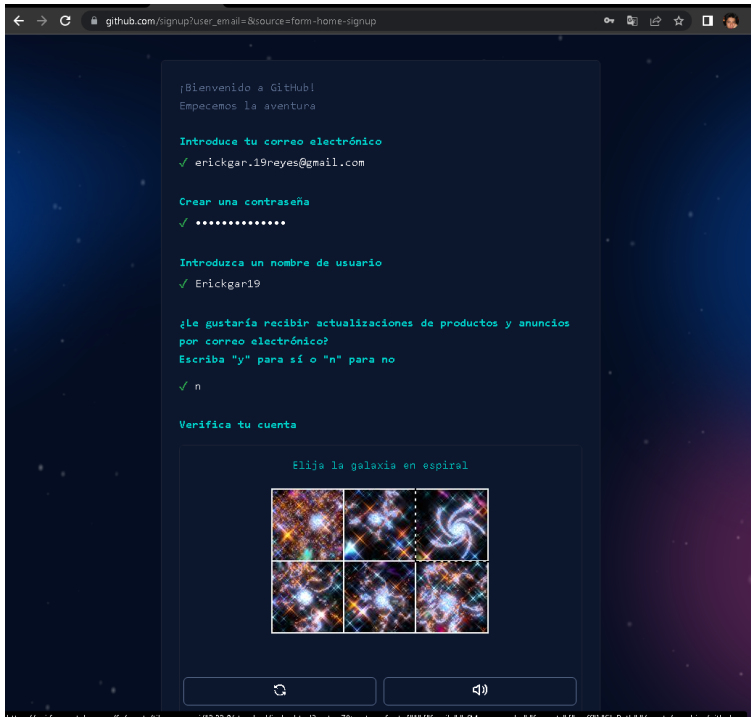 github.com/signup?user_email=&source=form-home-signup
¡Bienvenido a GitHub!
Empecemos la aventura
Introduce tu correo electrónico
✓ erickgar.19reyes@gmail.com
Crear una contraseña
✓ ••••••••••••••
Introduzca un nombre de usuario
✓ Erickgar19
¿Le gustaría recibir actualizaciones de productos y anuncios
por correo electrónico?
Escriba "y" para sí o "n" para no
✓ n
Verifica tu cuenta
Elija la galaxia en espiral